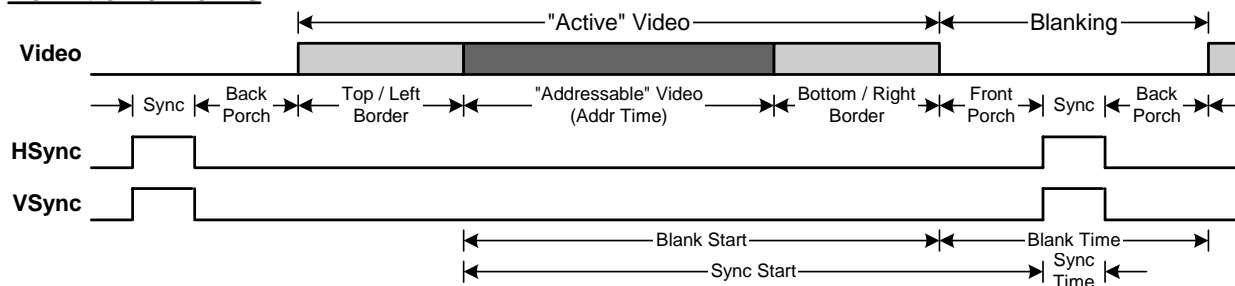 "Active" Video
Blanking
Video
Sync
Back
Porch
Top / Left
Border
"Addressable" Video
(Addr Time)
Bottom / Right
Border
Front
Porch
Sync
Back
Porch
HSync
VSync
Blank Start
Blank Time
Sync Start
Sync
Time